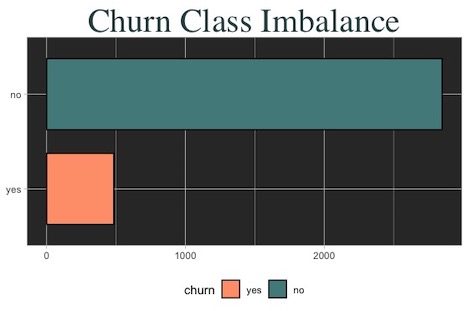 Churn Class Imbalance
no
yes
0 1000 2000
churn yes no